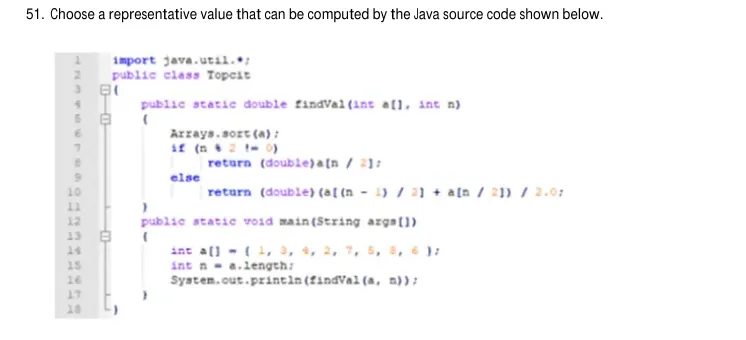 51. Choose a representative value that can be computed by the Java source code shown below.
1 import java.util.*;
2 public class Topcit
3 {
4 public static double findVal(int a[], int n)
5 {
6 Arrays.sort(a);
7 if (n % 2 != 0)
8 return (double)a[n / 2];
9 else
10 return (double)(a[(n - 1) / 2] + a[n / 2]) / 2.0;
11 }
12 public static void main(String args[])
13 {
14 int a[] = { 1, 3, 4, 2, 7, 5, 8, 6 };
15 int n = a.length;
16 System.out.println(findVal(a, n));
17 }
18 }